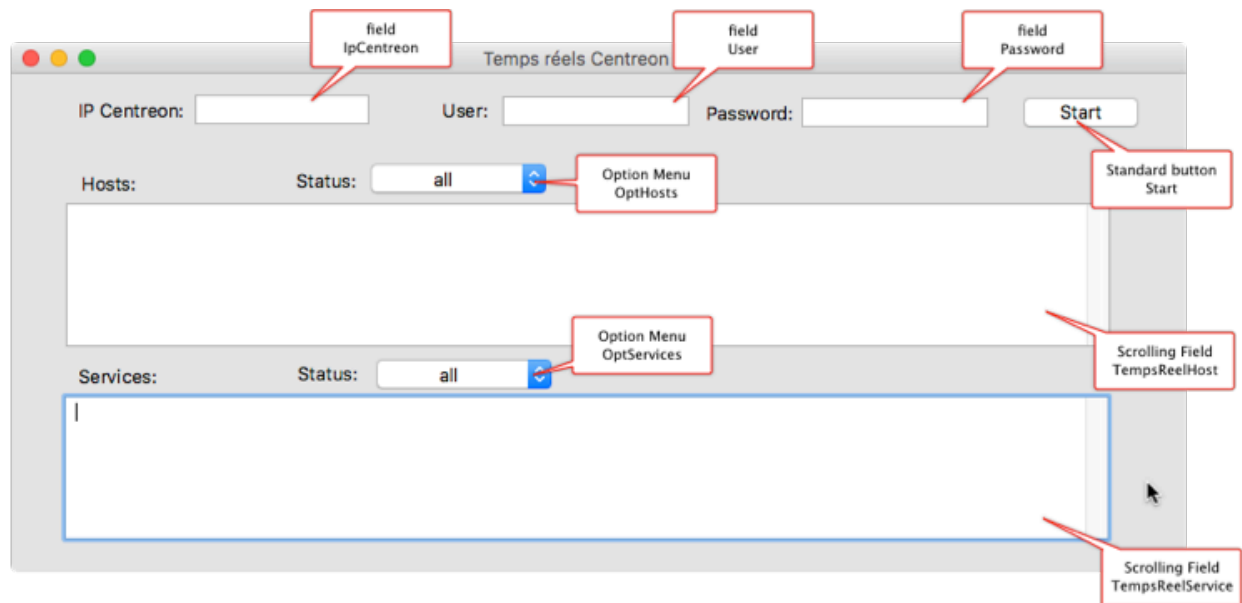 field
IpCentreon
field
User
field
Password
Temps réels Centreon
IP Centreon:
User:
Password:
Start
Standard button
Start
Hosts:
Status:
all
Option Menu
OptHosts
Option Menu
OptServices
Scrolling Field
TempsReelHost
Services:
Status:
all
Scrolling Field
TempsReelService